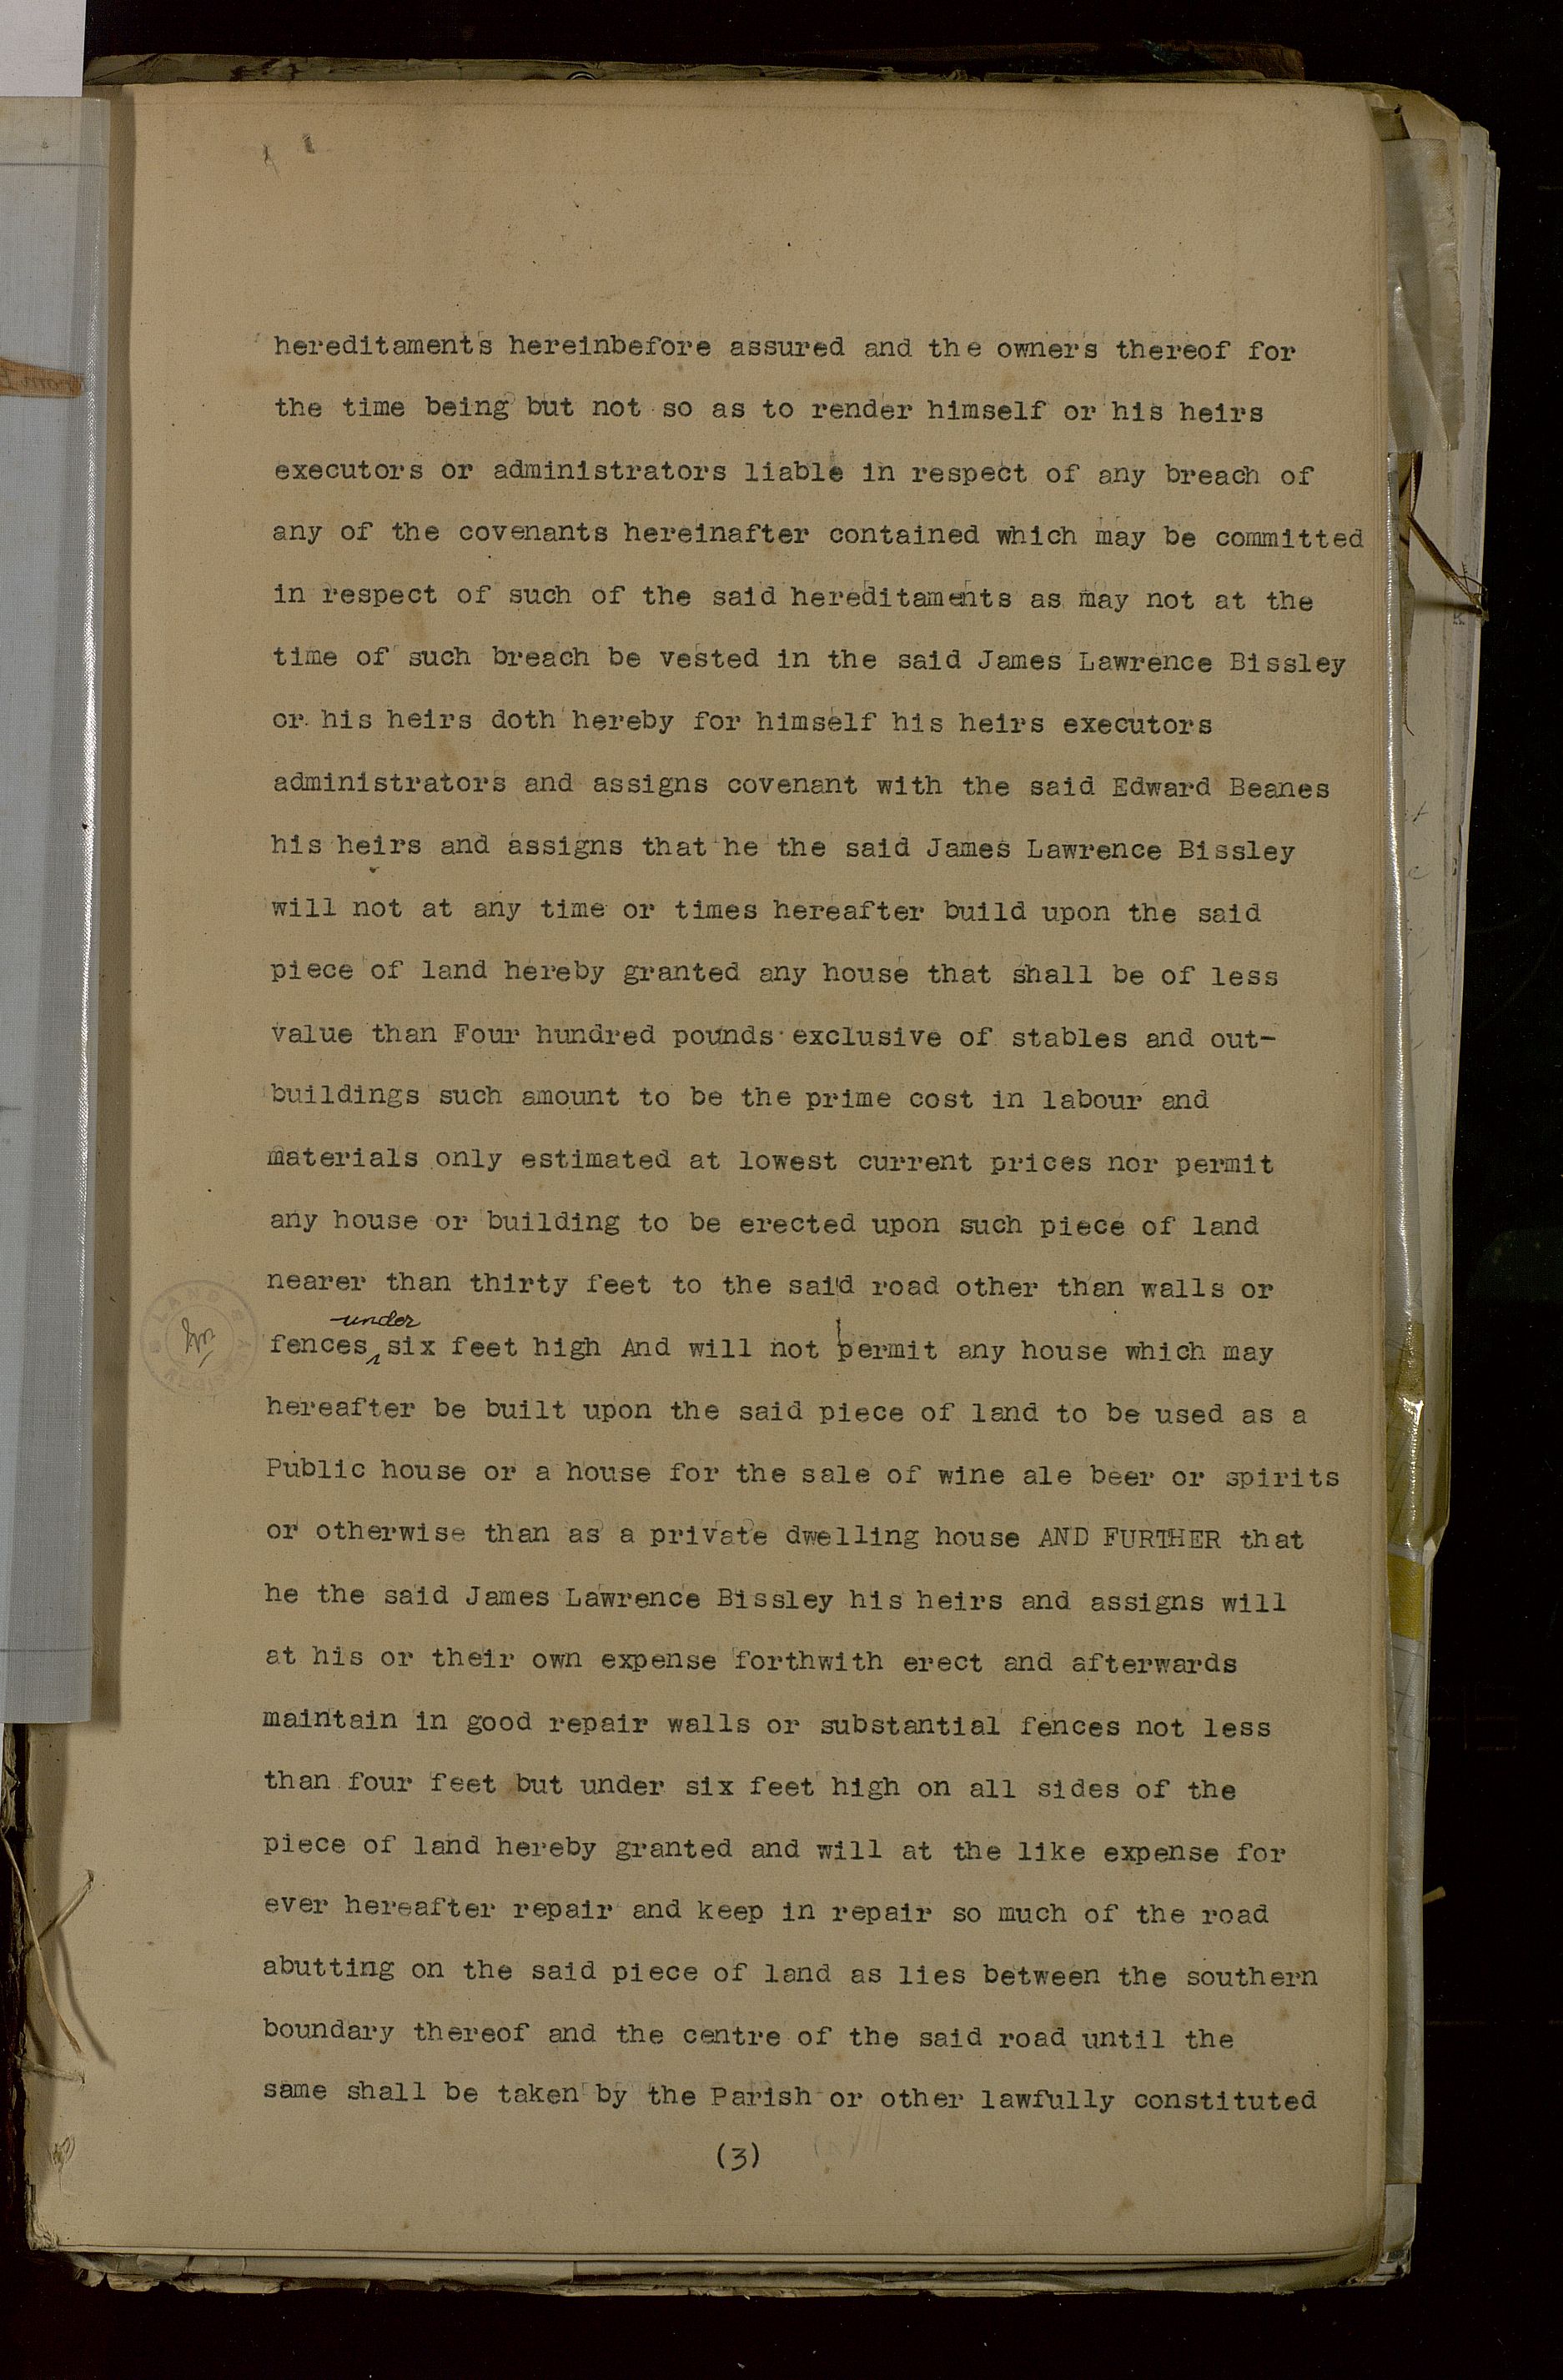 hereditaments hereinbefore assured and the owners thereof for
the time being but not so as to render himself or his heirs
executors or administrators liable in respect of any breach of
any of the covenants hereinafter contained which may be committed
in respect of such of the said hereditaments as may not at the
time of such breach be vested in the said James Lawrence Bissley
or his heirs doth hereby for himself his heirs executors
administrators and assigns covenant with the said Edward Beanes
his heirs and assigns that he the said James Lawrence Bissley
will not at any time or times hereafter build upon the said
piece of land hereby granted any house that shall be of less
value than Four hundred pounds exclusive of stables and out-
buildings such amount to be the prime cost in labour and
materials only estimated at lowest current prices nor permit
any house or building to be erected upon such piece of land
nearer than thirty feet to the said road other than walls or
under
fences six feet high And will not permit any house which may
hereafter be built upon the said piece of land to be used as a
Public house or a house for the sale of wine ale beer or spirits
or otherwise than as a private dwelling house AND FURTHER that
he the said James Lawrence Bissley his heirs and assigns will
at his or their own expense forthwith erect and afterwards
maintain in good repair walls or substantial fences not less
than four feet but under six feet high on all sides of the
piece of land hereby granted and will at the like expense for
ever hereafter repair and keep in repair so much of the road
abutting on the said piece of land as lies between the southern
boundary thereof and the centre of the said road until the
same shall be taken by the Parish or other lawfully constituted
(3)